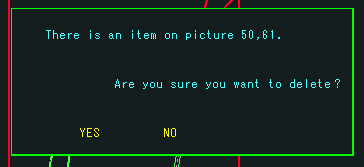 There is an item on picture 50,61.
Are you sure you want to delete?
YES NO